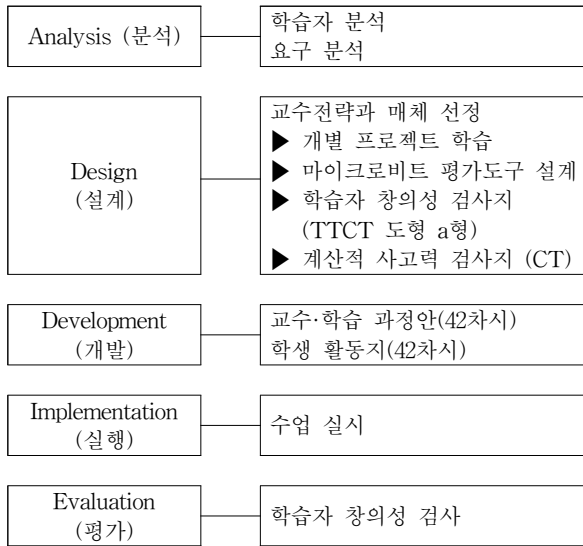 Analysis (분석)
학습자 분석
요구 분석
Design
(설계)
교수전략과 매체 선정
▶ 개별 프로젝트 학습
▶ 마이크로비트 평가도구 설계
▶ 학습자 창의성 검사지
(TTCT 도형 a형)
▶ 계산적 사고력 검사지 (CT)
Development
(개발)
교수·학습 과정안(42차시)
학생 활동지(42차시)
Implementation
(실행)
수업 실시
Evaluation
(평가)
학습자 창의성 검사